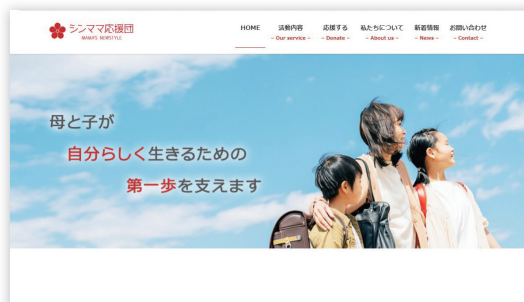 シンママ応援団
MAMA'S NEWSTYLE
HOME 活動内容 応援する 私たちについて 新着情報 お問い合わせ
– Our service – – Donate – – About us – – News – – Contact –
母と子が
自分らしく生きるための
第一歩を支えます